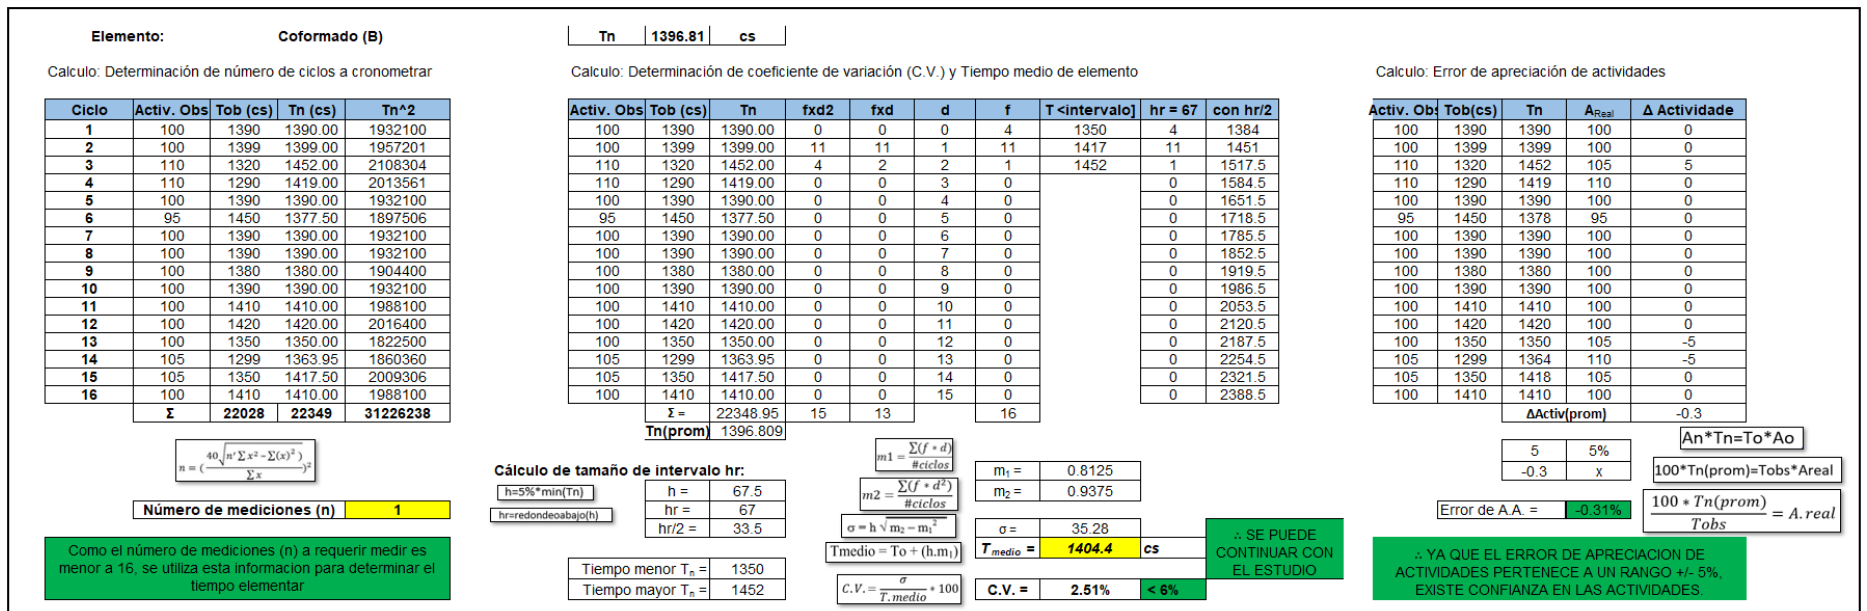 Elemento: Coformado (B) Tn 1396.81 cs
Calculo: Determinación de número de ciclos a cronometrar
Ciclo Activ. Obs Tob (cs) Tn (cs) Tn^2
1 100 1390 1390.00 1932100
2 100 1399 1399.00 1957201
3 110 1320 1452.00 2108304
4 110 1290 1419.00 2013561
5 100 1390 1390.00 1932100
6 95 1450 1377.50 1897506
7 100 1390 1390.00 1932100
8 100 1390 1390.00 1932100
9 100 1380 1380.00 1904400
10 100 1390 1390.00 1932100
11 100 1410 1410.00 1988100
12 100 1420 1420.00 2016400
13 100 1350 1350.00 1822500
14 105 1299 1363.95 1860360
15 105 1350 1417.50 2009306
16 100 1410 1410.00 1988100
Σ 22028 22349 31226238
n = (40√(n' Σ x² − Σ(x)²) / Σ x)²
Número de mediciones (n) 1
Como el número de mediciones (n) a requerir medir es
menor a 16, se utiliza esta informacion para determinar el
tiempo elementar
Calculo: Determinación de coeficiente de variación (C.V.) y Tiempo medio de elemento
Activ. Obs Tob (cs) Tn fxd2 fxd d f T <intervalo] hr = 67 con hr/2
100 1390 1390.00 0 0 0 4 1350 4 1384
100 1399 1399.00 11 11 1 11 1417 11 1451
110 1320 1452.00 4 2 2 1 1452 1 1517.5
110 1290 1419.00 0 0 3 0 0 1584.5
100 1390 1390.00 0 0 4 0 0 1651.5
95 1450 1377.50 0 0 5 0 0 1718.5
100 1390 1390.00 0 0 6 0 0 1785.5
100 1390 1390.00 0 0 7 0 0 1852.5
100 1380 1380.00 0 0 8 0 0 1919.5
100 1390 1390.00 0 0 9 0 0 1986.5
100 1410 1410.00 0 0 10 0 0 2053.5
100 1420 1420.00 0 0 11 0 0 2120.5
100 1350 1350.00 0 0 12 0 0 2187.5
105 1299 1363.95 0 0 13 0 0 2254.5
105 1350 1417.50 0 0 14 0 0 2321.5
100 1410 1410.00 0 0 15 0 0 2388.5
Σ = 22348.95 15 13 16
Tn(prom) 1396.809
Cálculo de tamaño de intervalo hr:
h=5%*min(Tn) h = 67.5
hr=redondeoabajo(h) hr = 67
hr/2 = 33.5
Tiempo menor Tn = 1350
Tiempo mayor Tn = 1452
m1 = Σ(f * d) / #ciclos
m2 = Σ(f * d²) / #ciclos
σ = h √(m₂ − m₁²)
Tmedio = To + (h.m₁)
C.V. = σ / T.medio * 100
m₁ = 0.8125
m₂ = 0.9375
σ = 35.28
Tmedio = 1404.4 cs
C.V. = 2.51% < 6%
∴ SE PUEDE
CONTINUAR CON
EL ESTUDIO
Calculo: Error de apreciación de actividades
Activ. Obs Tob(cs) Tn AReal Δ Actividade
100 1390 1390 100 0
100 1399 1399 100 0
110 1320 1452 105 5
110 1290 1419 110 0
100 1390 1390 100 0
95 1450 1378 95 0
100 1390 1390 100 0
100 1390 1390 100 0
100 1380 1380 100 0
100 1390 1390 100 0
100 1410 1410 100 0
100 1420 1420 100 0
100 1350 1350 105 -5
105 1299 1364 110 -5
105 1350 1418 105 0
100 1410 1410 100 0
ΔActiv(prom) -0.3
5 5%
-0.3 x
Error de A.A. = -0.31%
An*Tn=To*Ao
100*Tn(prom)=Tobs*Areal
100 * Tn(prom) / Tobs = A.real
∴ YA QUE EL ERROR DE APRECIACION DE
ACTIVIDADES PERTENECE A UN RANGO +/- 5%,
EXISTE CONFIANZA EN LAS ACTIVIDADES.